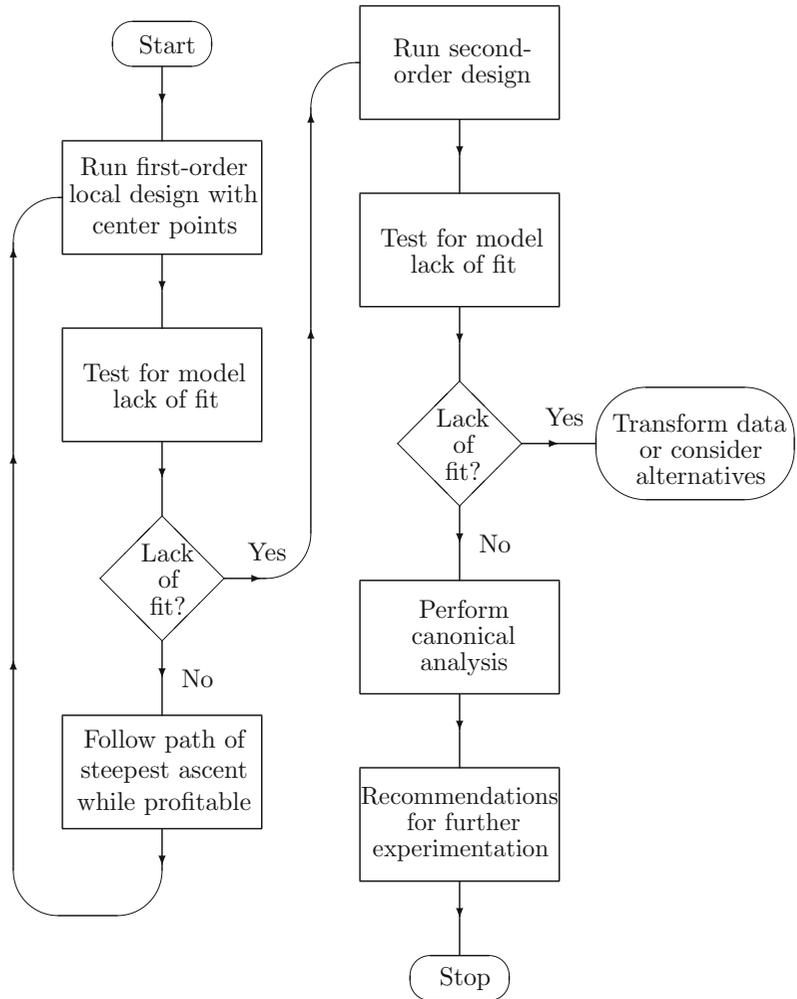 Start
Run first-order
local design with
center points
Test for model
lack of fit
Lack
of
fit?
Yes
No
Follow path of
steepest ascent
while profitable
Run second-
order design
Test for model
lack of fit
Lack
of
fit?
Yes
Transform data
or consider
alternatives
No
Perform
canonical
analysis
Recommendations
for further
experimentation
Stop